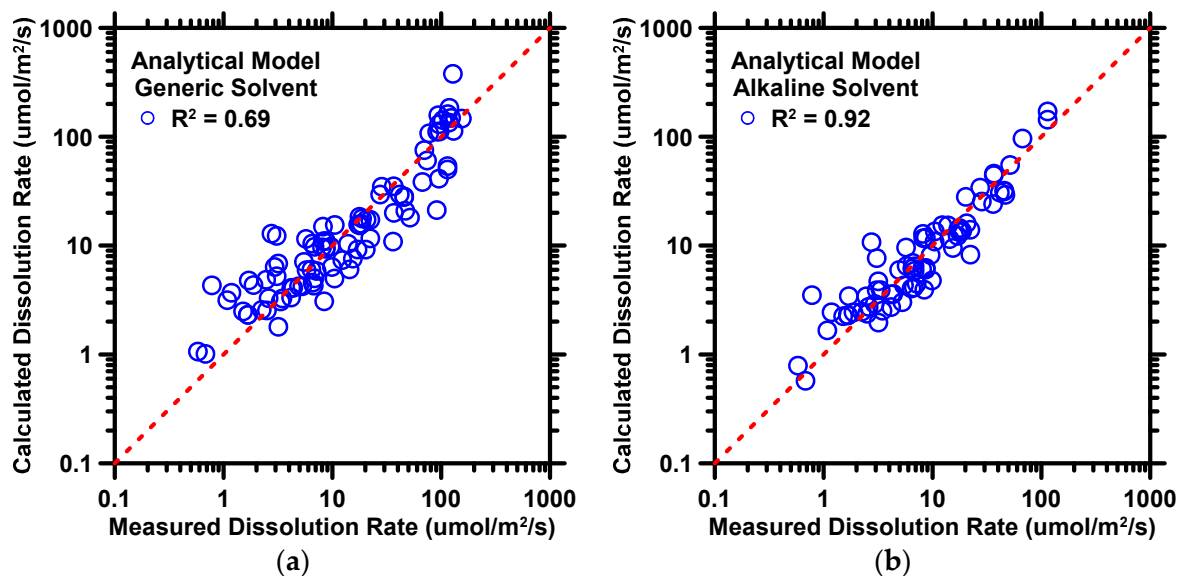 Calculated Dissolution Rate (umol/m²/s)
1000
100
10
1
0.1
Analytical Model
Generic Solvent
R² = 0.69
0.1 1 10 100 1000
Measured Dissolution Rate (umol/m²/s)
(a)
Calculated Dissolution Rate (umol/m²/s)
1000
100
10
1
0.1
Analytical Model
Alkaline Solvent
R² = 0.92
0.1 1 10 100 1000
Measured Dissolution Rate (umol/m²/s)
(b)